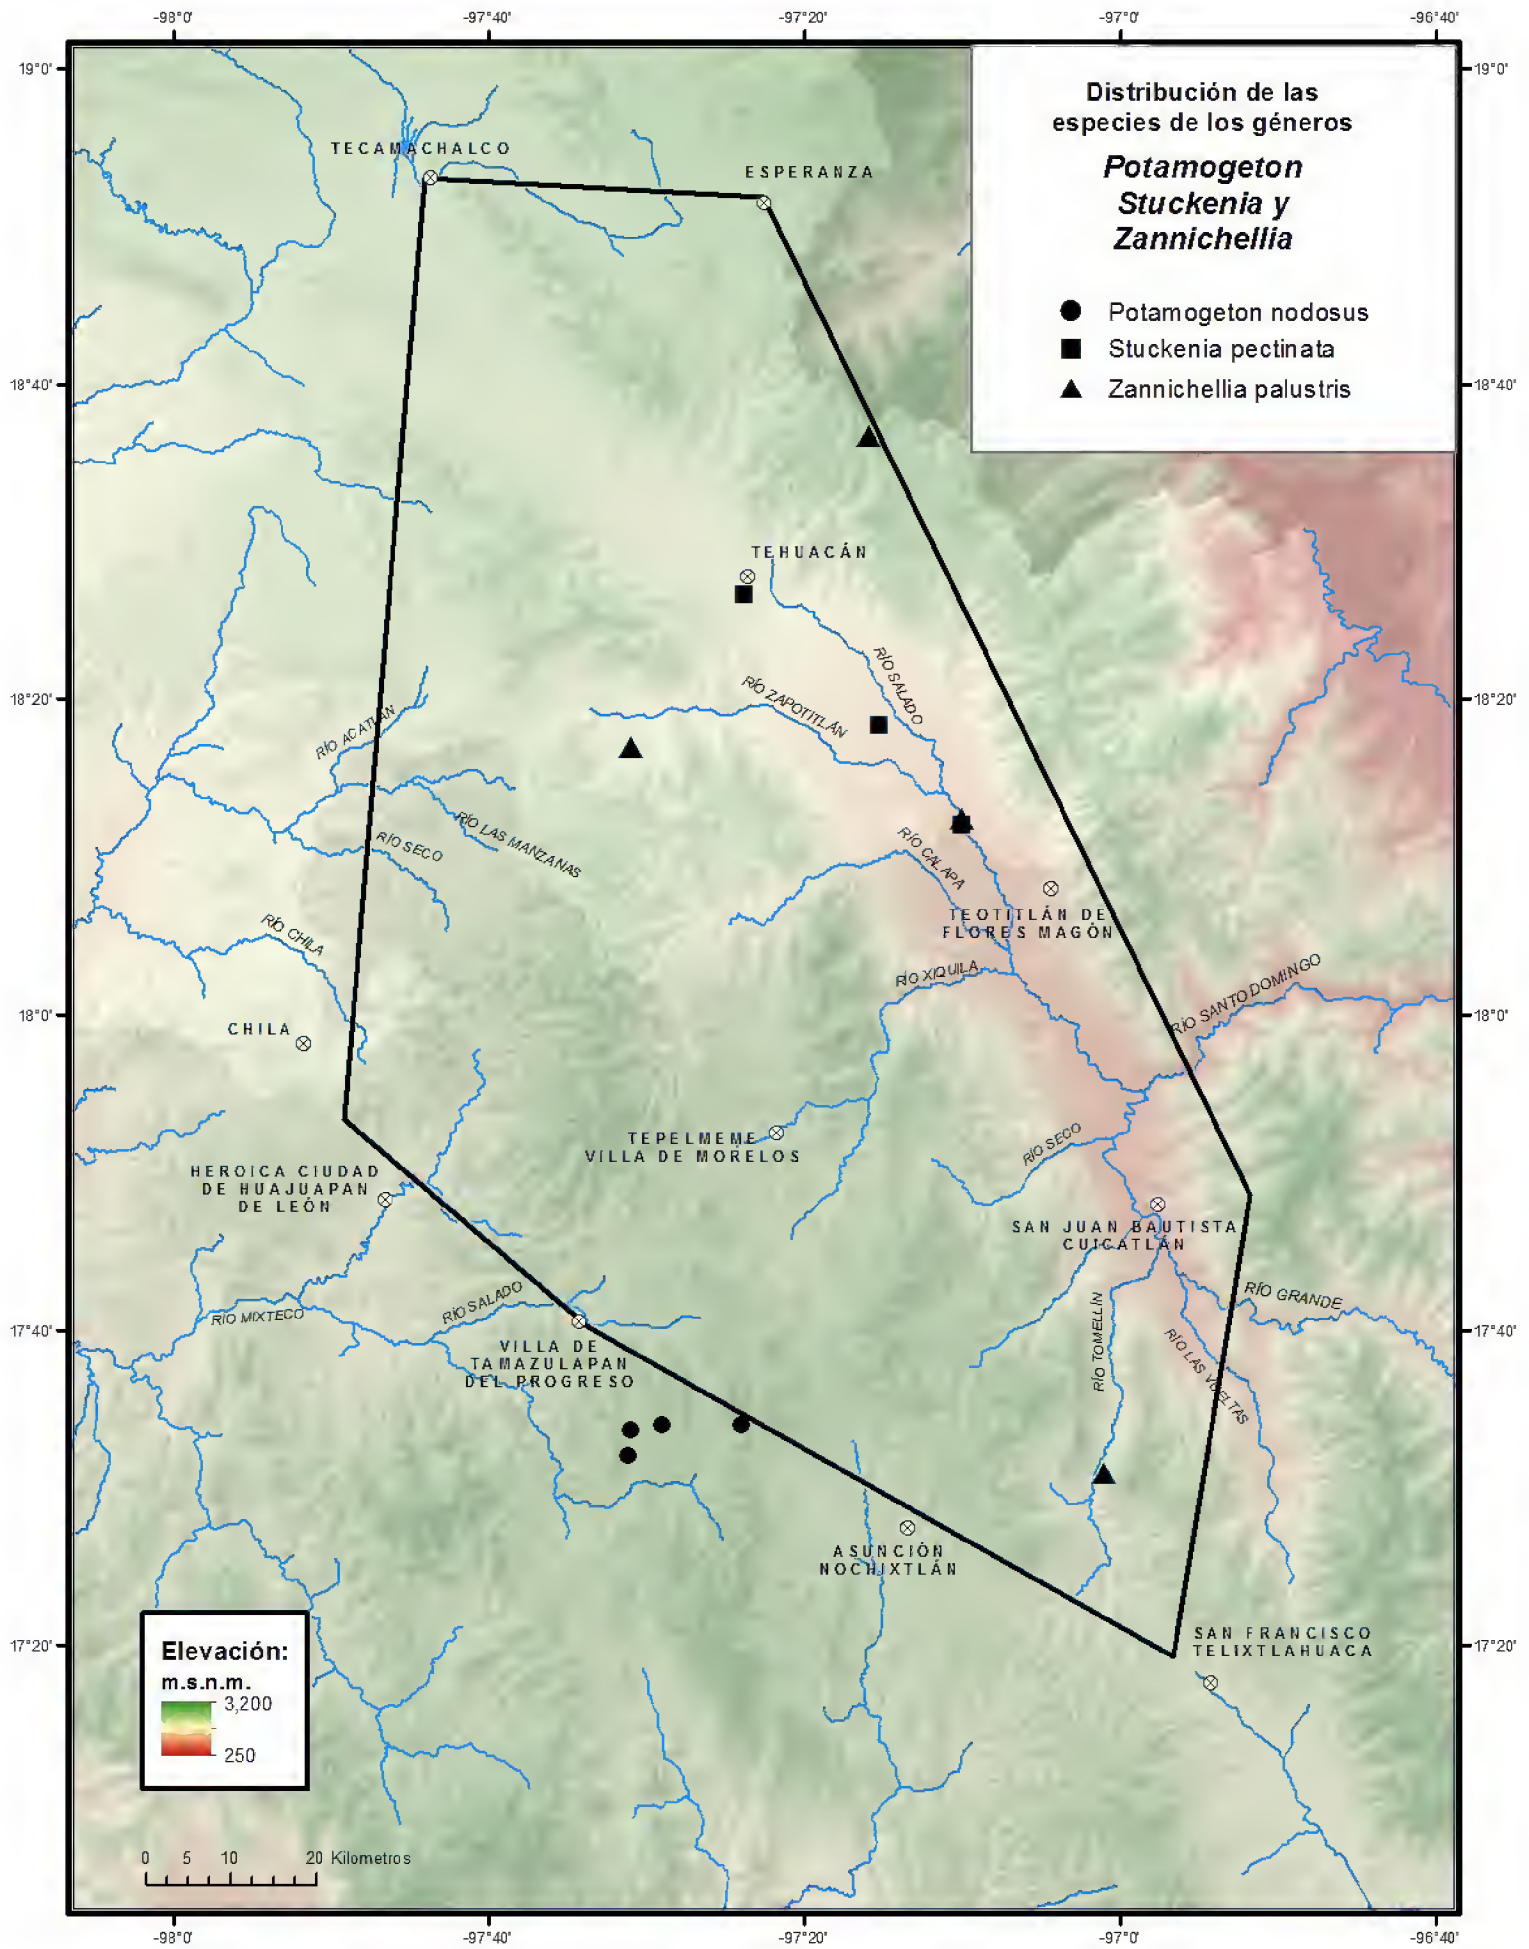 -98°0'
-97°40'
-97°20'
-97°0'
-96°40'
19°0'
19°0'
Distribución de las
especies de los géneros
Potamogeton
Stuckenia y
Zannichellia
Potamogeton nodosus
Stuckenia pectinata
Zannichellia palustris
TECAMACHALCO
ESPERANZA
18°40'
18°40'
TEHUACÁN
RÍO SALADO
18°20'
18°20'
RÍO ZAPOTITLÁN
RÍO ACATLÁN
RÍO LAS MANZANAS
RÍO SECO
RÍO CALAPA
TEOTITLÁN DE
FLORES MAGÓN
RÍO CHILA
RÍO XIQUILA
RÍO SANTO DOMINGO
18°0'
18°0'
CHILA
TEPELMEME
VILLA DE MORELOS
RÍO SECO
HEROICA CIUDAD
DE HUAJUAPAN
DE LEÓN
SAN JUAN BAUTISTA
CUICATLÁN
RÍO MIXTECO
RÍO SALADO
RÍO GRANDE
17°40'
17°40'
VILLA DE
TAMAZULAPAN
DEL PROGRESO
RÍO TOMELLÍN
RÍO LAS VUELTAS
ASUNCIÓN
NOCHIXTLÁN
17°20'
17°20'
SAN FRANCISCO
TELIXTLAHUACA
Elevación:
m.s.n.m.
3,200
250
0 5 10 20 Kilometros
-98°0'
-97°40'
-97°20'
-97°0'
-96°40'